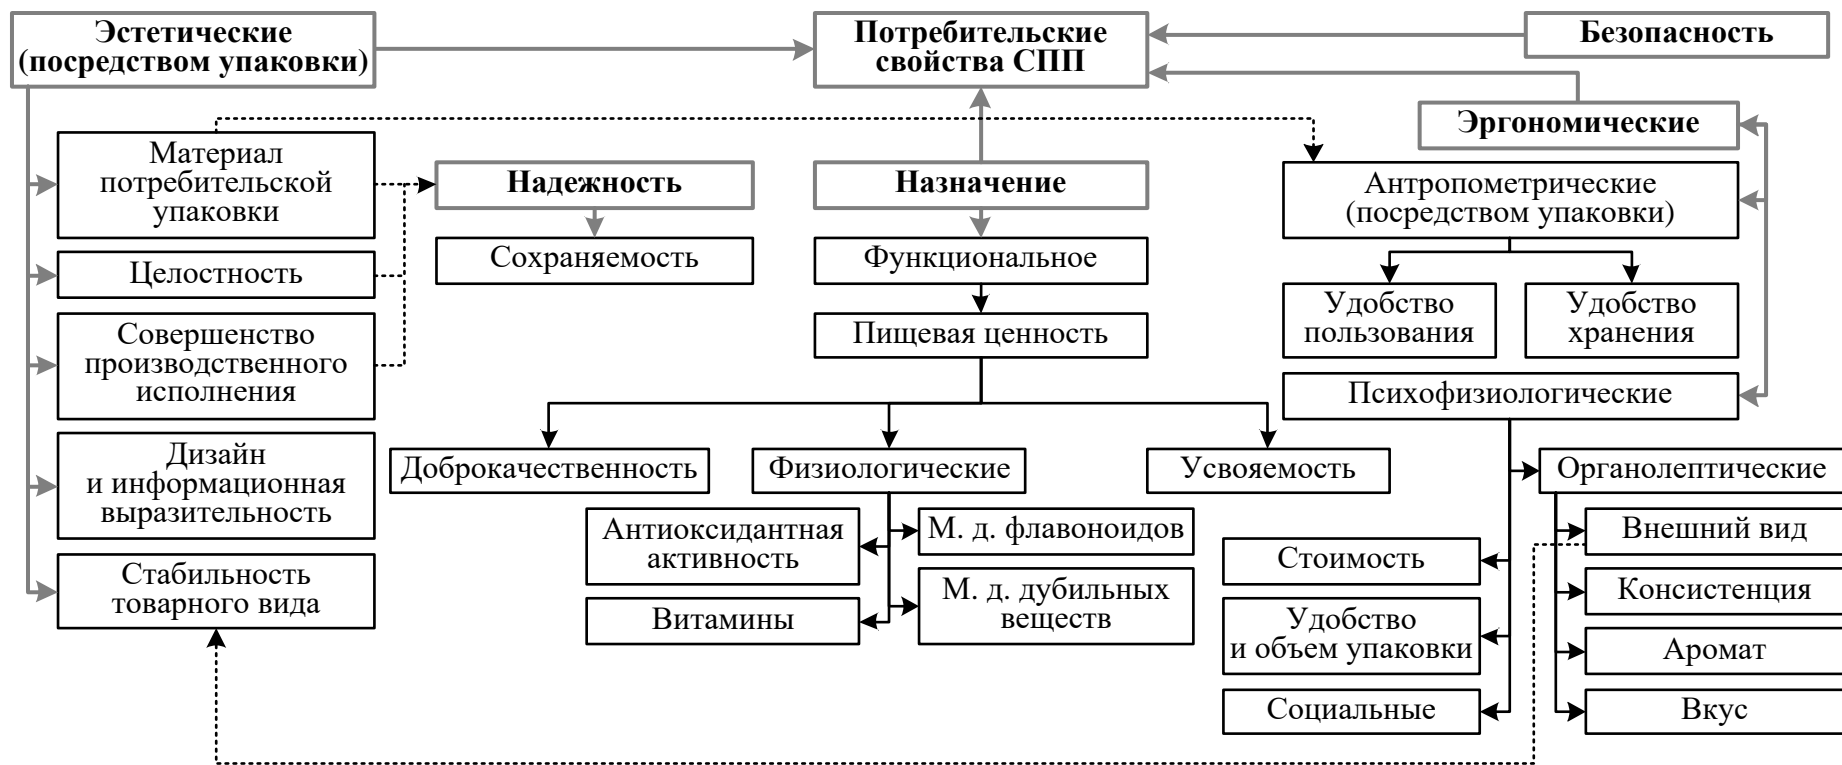 Эстетические
(посредством упаковки)
Потребительские
свойства СПП
Безопасность
Эргономические
Материал
потребительской
упаковки
Надежность
Назначение
Антропометрические
(посредством упаковки)
Целостность
Сохраняемость
Функциональное
Удобство
пользования
Удобство
хранения
Совершенство
производственного
исполнения
Пищевая ценность
Психофизиологические
Дизайн
и информационная
выразительность
Доброкачественность
Физиологические
Усвояемость
Органолептические
Антиоксидантная
активность
М. д. флавоноидов
Внешний вид
Стоимость
Стабильность
товарного вида
Витамины
М. д. дубильных
веществ
Консистенция
Удобство
и объем упаковки
Аромат
Социальные
Вкус